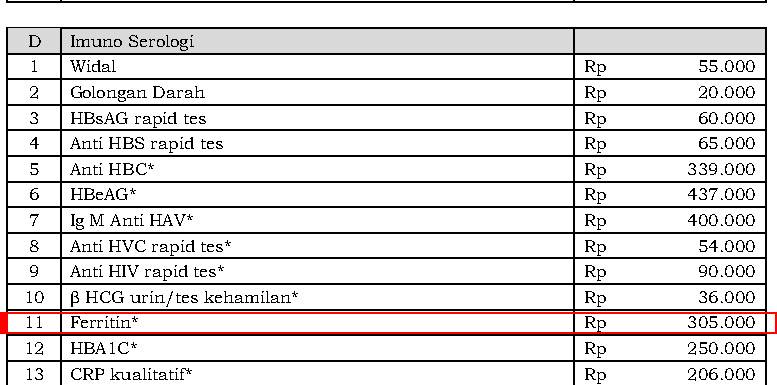 D Imuno Serologi
1 Widal Rp 55.000
2 Golongan Darah Rp 20.000
3 HBsAG rapid tes Rp 60.000
4 Anti HBS rapid tes Rp 65.000
5 Anti HBC* Rp 339.000
6 HBeAG* Rp 437.000
7 Ig M Anti HAV* Rp 400.000
8 Anti HVC rapid tes* Rp 54.000
9 Anti HIV rapid tes* Rp 90.000
10 β HCG urin/tes kehamilan* Rp 36.000
11 Ferritin* Rp 305.000
12 HBA1C* Rp 250.000
13 CRP kualitatif* Rp 206.000